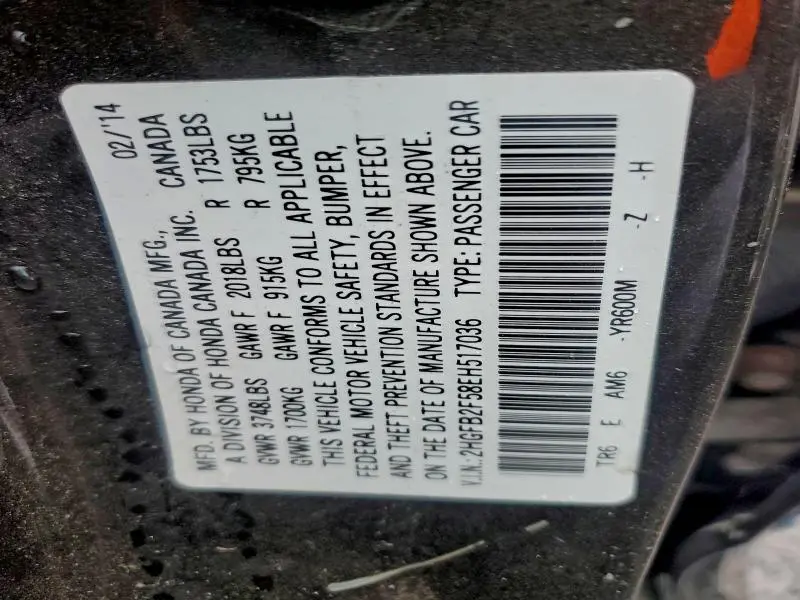 MFD. BY HONDA OF CANADA MFG., 02/'14
A DIVISION OF HONDA CANADA INC. CANADA
GVWR 3748LBS GAWR F 2018LBS R 1753LBS
GVWR 1700KG GAWR F 915KG R 795KG
THIS VEHICLE CONFORMS TO ALL APPLICABLE
FEDERAL MOTOR VEHICLE SAFETY, BUMPER,
AND THEFT PREVENTION STANDARDS IN EFFECT
ON THE DATE OF MANUFACTURE SHOWN ABOVE.
V.I.N.: 2HGFB2F58EH517036 TYPE: PASSENGER CAR
TR6 E AM6 -YR600M -Z -H